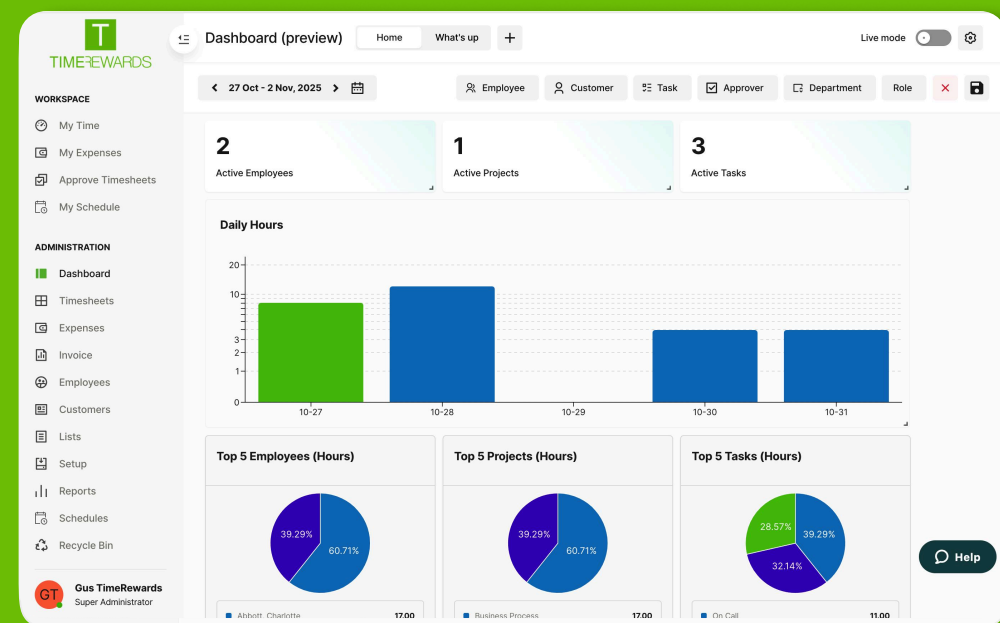 T
TIMEREWARDS
WORKSPACE
My Time
My Expenses
Approve Timesheets
My Schedule
ADMINISTRATION
Dashboard
Timesheets
Expenses
Invoice
Employees
Customers
Lists
Setup
Reports
Schedules
Recycle Bin
GT
Gus TimeRewards
Super Administrator
Dashboard (preview)
Home
What's up
+
Live mode
27 Oct - 2 Nov, 2025
Employee
Customer
Task
Approver
Department
Role
2
Active Employees
1
Active Projects
3
Active Tasks
Daily Hours
20
10
3
2
1
0
10-27
10-28
10-29
10-30
10-31
Top 5 Employees (Hours)
39.29%
60.71%
Abbott, Charlotte 17.00
Top 5 Projects (Hours)
39.29%
60.71%
Business Process 17.00
Top 5 Tasks (Hours)
28.57%
39.29%
32.14%
On Call 11.00
Help